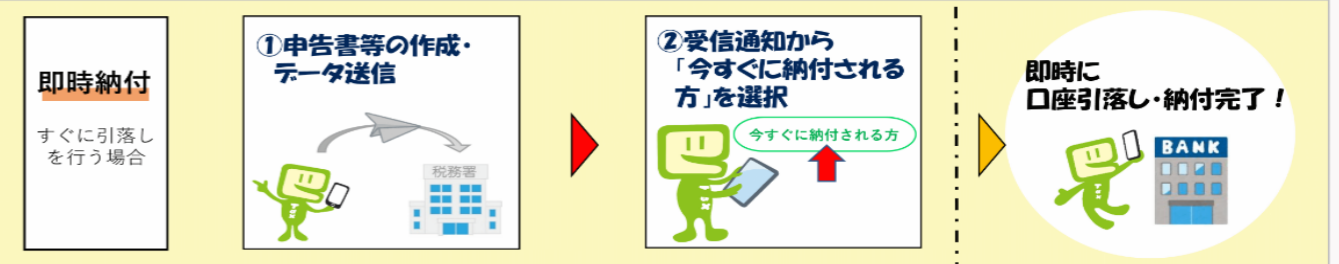 即時納付
すぐに引落し
を行う場合
①申告書等の作成・
データ送信
税務署
②受信通知から
「今すぐに納付される
方」を選択
今すぐに納付される方
即時に
口座引落し・納付完了！
BANK